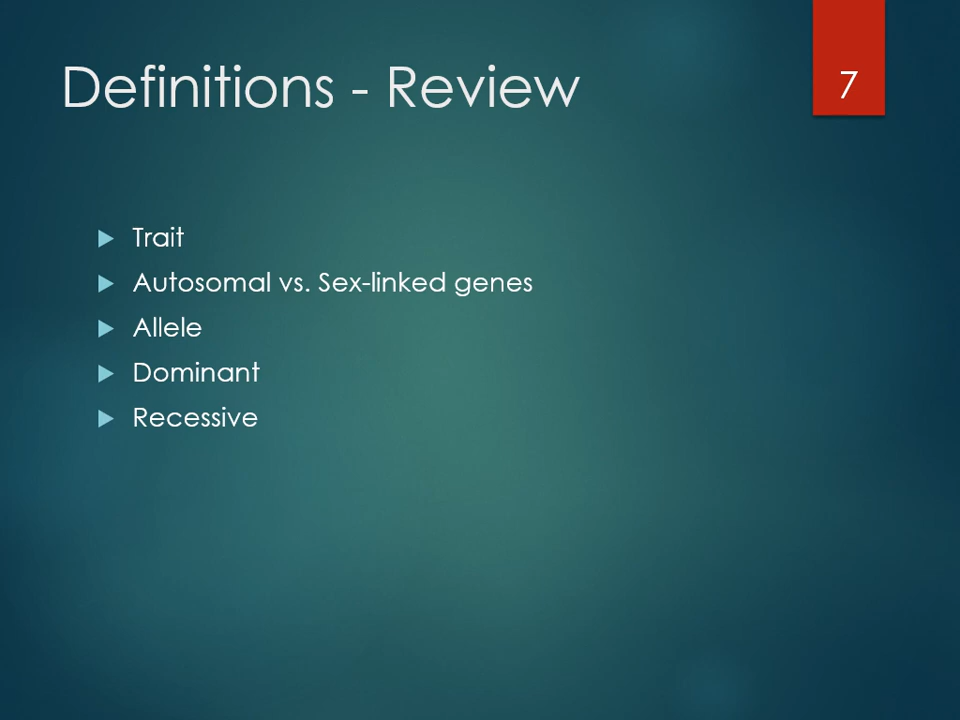 Definitions - Review
7
Trait
Autosomal vs. Sex-linked genes
Allele
Dominant
Recessive